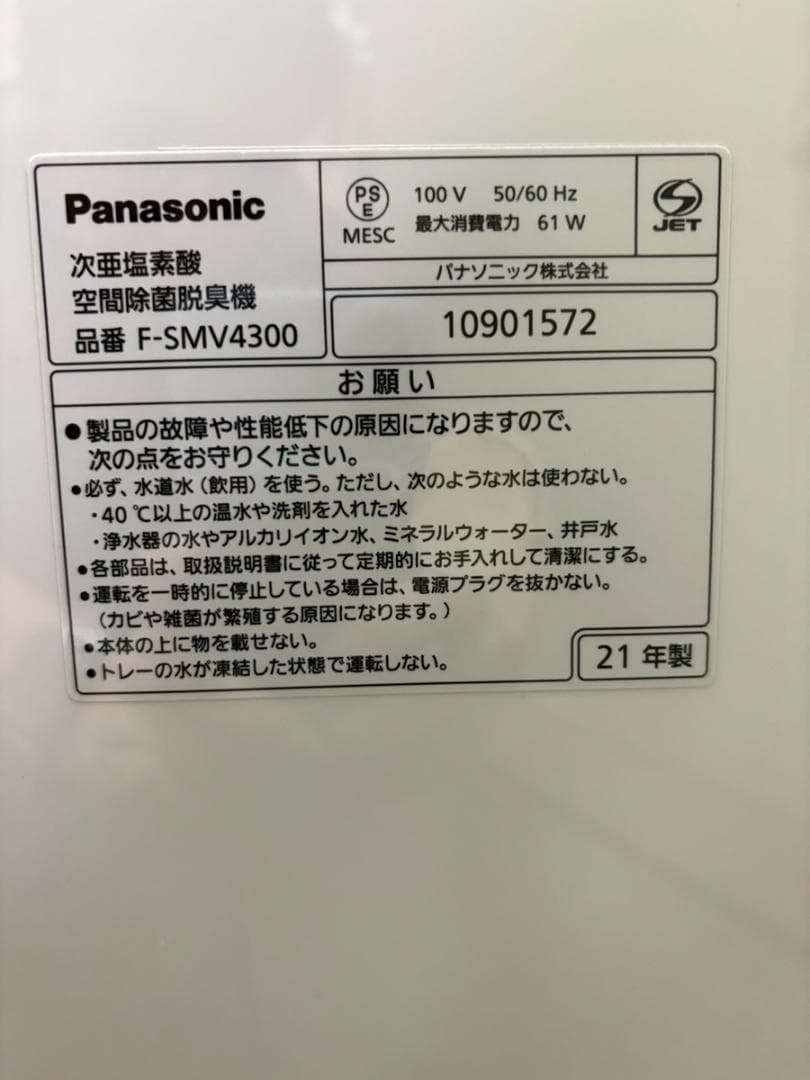 Panasonic
次亜塩素酸
空間除菌脱臭機
品番 F-SMV4300
PSE
MESC
100 V 50/60 Hz
最大消費電力 61 W
JET
パナソニック株式会社
10901572
お願い
●製品の故障や性能低下の原因になりますので、
次の点をお守りください。
●必ず、水道水(飲用)を使う。ただし、次のような水は使わない。
・40 ℃以上の温水や洗剤を入れた水
・浄水器の水やアルカリイオン水、ミネラルウォーター、井戸水
●各部品は、取扱説明書に従って定期的にお手入れして清潔にする。
●運転を一時的に停止している場合は、電源プラグを抜かない。
(カビや雑菌が繁殖する原因になります。)
●本体の上に物を載せない。
●トレーの水が凍結した状態で運転しない。
21 年製